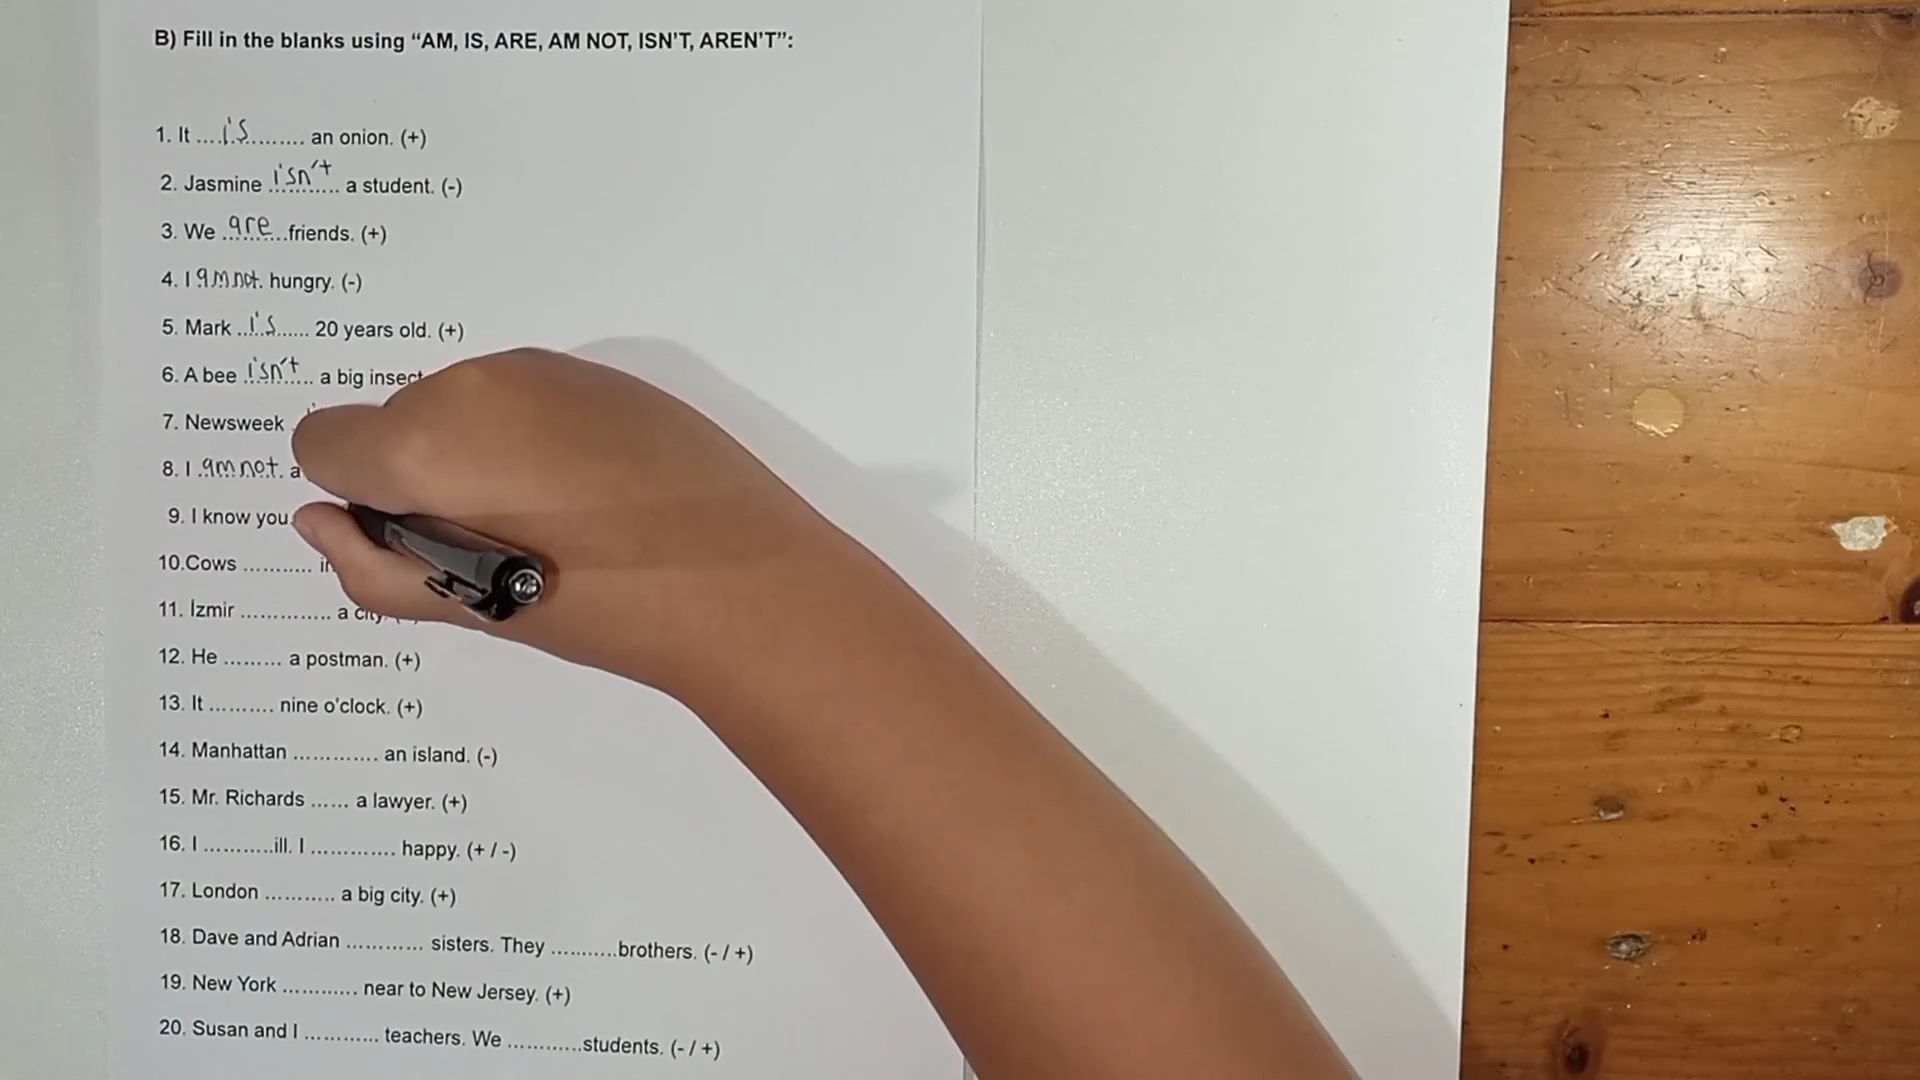 B) Fill in the blanks using “AM, IS, ARE, AM NOT, ISN'T, AREN'T”:
1. It ....is.......... an onion. (+)
2. Jasmine isn't a student. (-)
3. We are friends. (+)
4. I am not. hungry. (-)
5. Mark ...is...... 20 years old. (+)
6. A bee isn't .. a big insect
7. Newsweek
8. I .am not. a
9. I know you
10.Cows ...........
11. İzmir ............. a city.
12. He ......... a postman. (+)
13. It ......... nine o'clock. (+)
14. Manhattan ............. an island. (-)
15. Mr. Richards ...... a lawyer. (+)
16. I ...........ill. I ............. happy. (+ / -)
17. London ........... a big city. (+)
18. Dave and Adrian ............ sisters. They ..........brothers. (- / +)
19. New York ............ near to New Jersey. (+)
20. Susan and I ............ teachers. We ............students. (- / +)